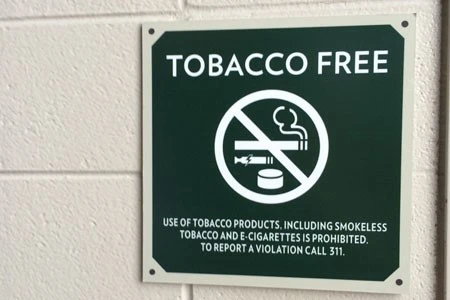 TOBACCO FREE
USE OF TOBACCO PRODUCTS, INCLUDING SMOKELESS
TOBACCO AND E-CIGARETTES IS PROHIBITED.
TO REPORT A VIOLATION CALL 311.